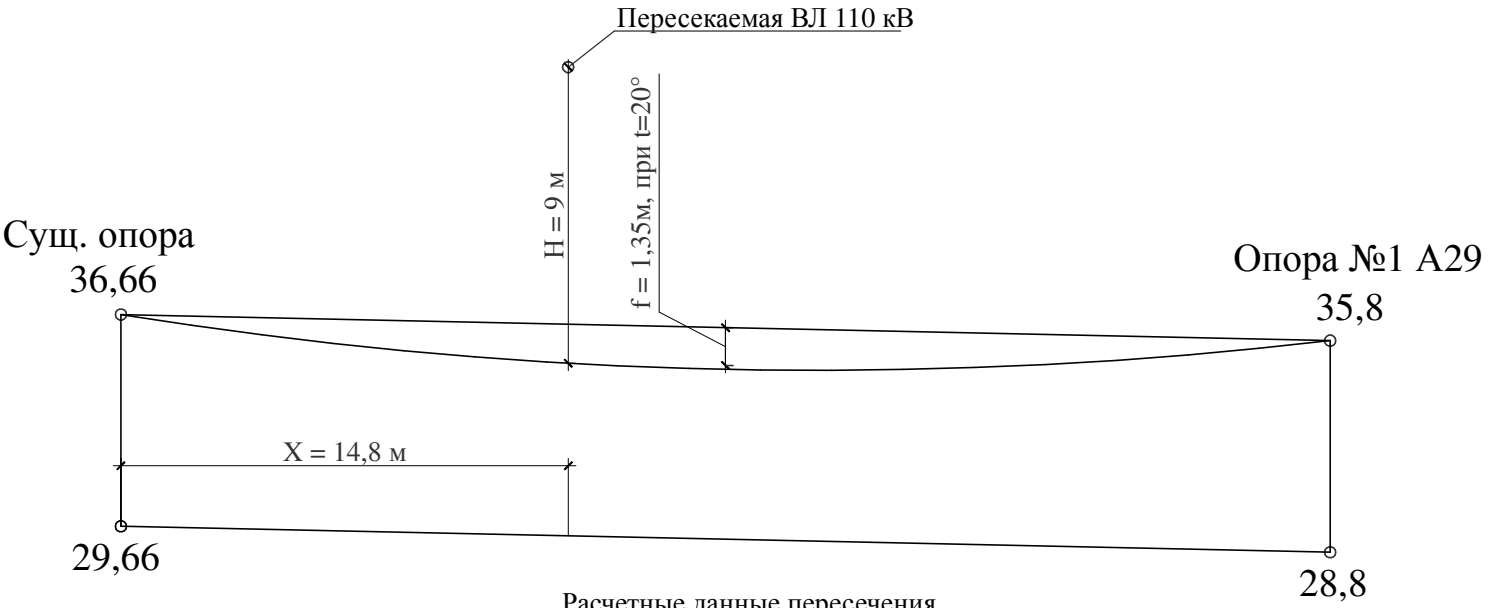 Пересекаемая ВЛ 110 кВ
H = 9 м
f = 1,35м, при t=20°
Сущ. опора
36,66
Опора №1 А29
35,8
X = 14,8 м
29,66
28,8
Расчетные данные пересечения